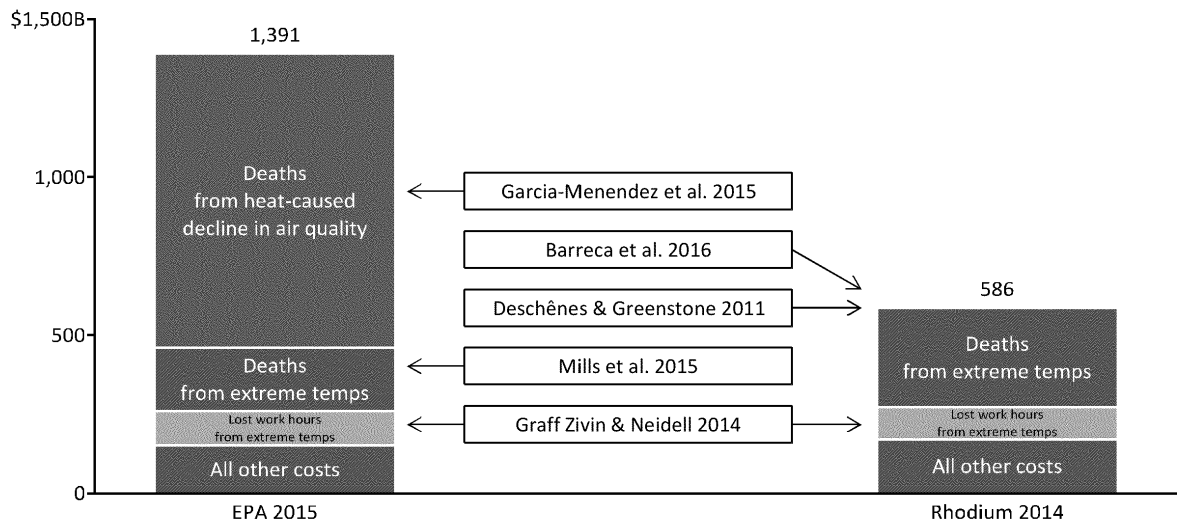 $1,500B
1,391
Deaths
from heat-caused
decline in air quality
1,000
Garcia-Menendez et al. 2015
Barreca et al. 2016
586
Deschênes & Greenstone 2011
500
Deaths
from extreme temps
Mills et al. 2015
Deaths
from extreme temps
Lost work hours
from extreme temps
Graff Zivin & Neidell 2014
Lost work hours
from extreme temps
All other costs
All other costs
0
EPA 2015
Rhodium 2014